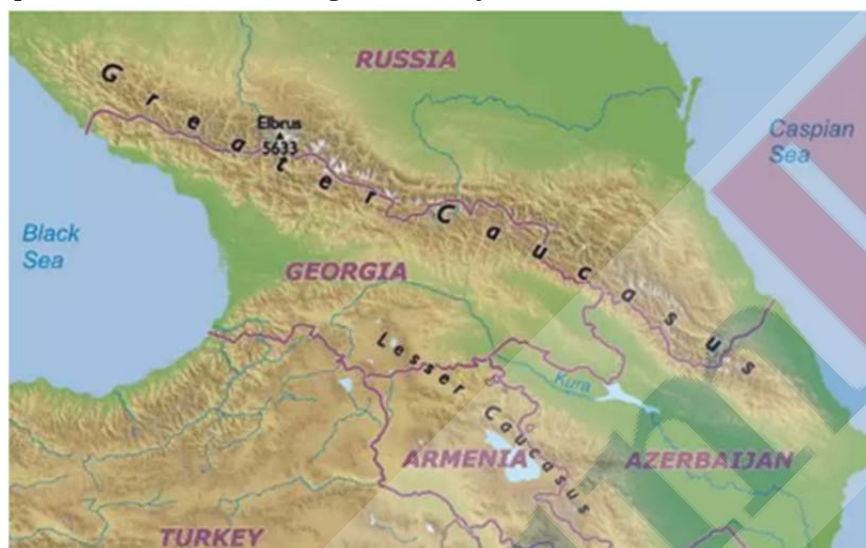 RUSSIA
Greater Caucasus
Elbrus
5633
Caspian
Sea
Black
Sea
GEORGIA
Lesser Caucasus
Kura
ARMENIA
AZERBAIJAN
TURKEY